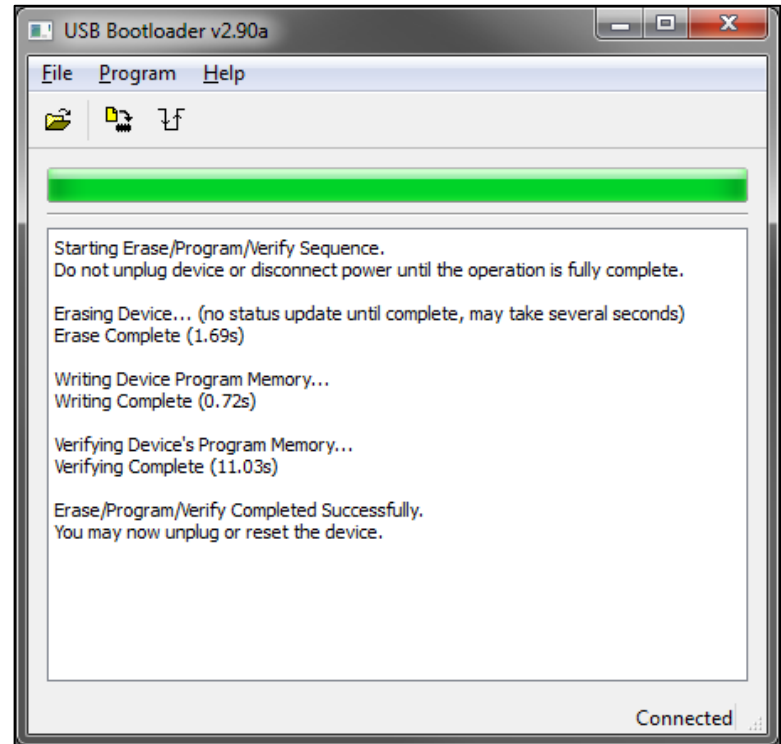 USB Bootloader v2.90a
File Program Help
Starting Erase/Program/Verify Sequence.
Do not unplug device or disconnect power until the operation is fully complete.
Erasing Device... (no status update until complete, may take several seconds)
Erase Complete (1.69s)
Writing Device Program Memory...
Writing Complete (0.72s)
Verifying Device's Program Memory...
Verifying Complete (11.03s)
Erase/Program/Verify Completed Successfully.
You may now unplug or reset the device.
Connected